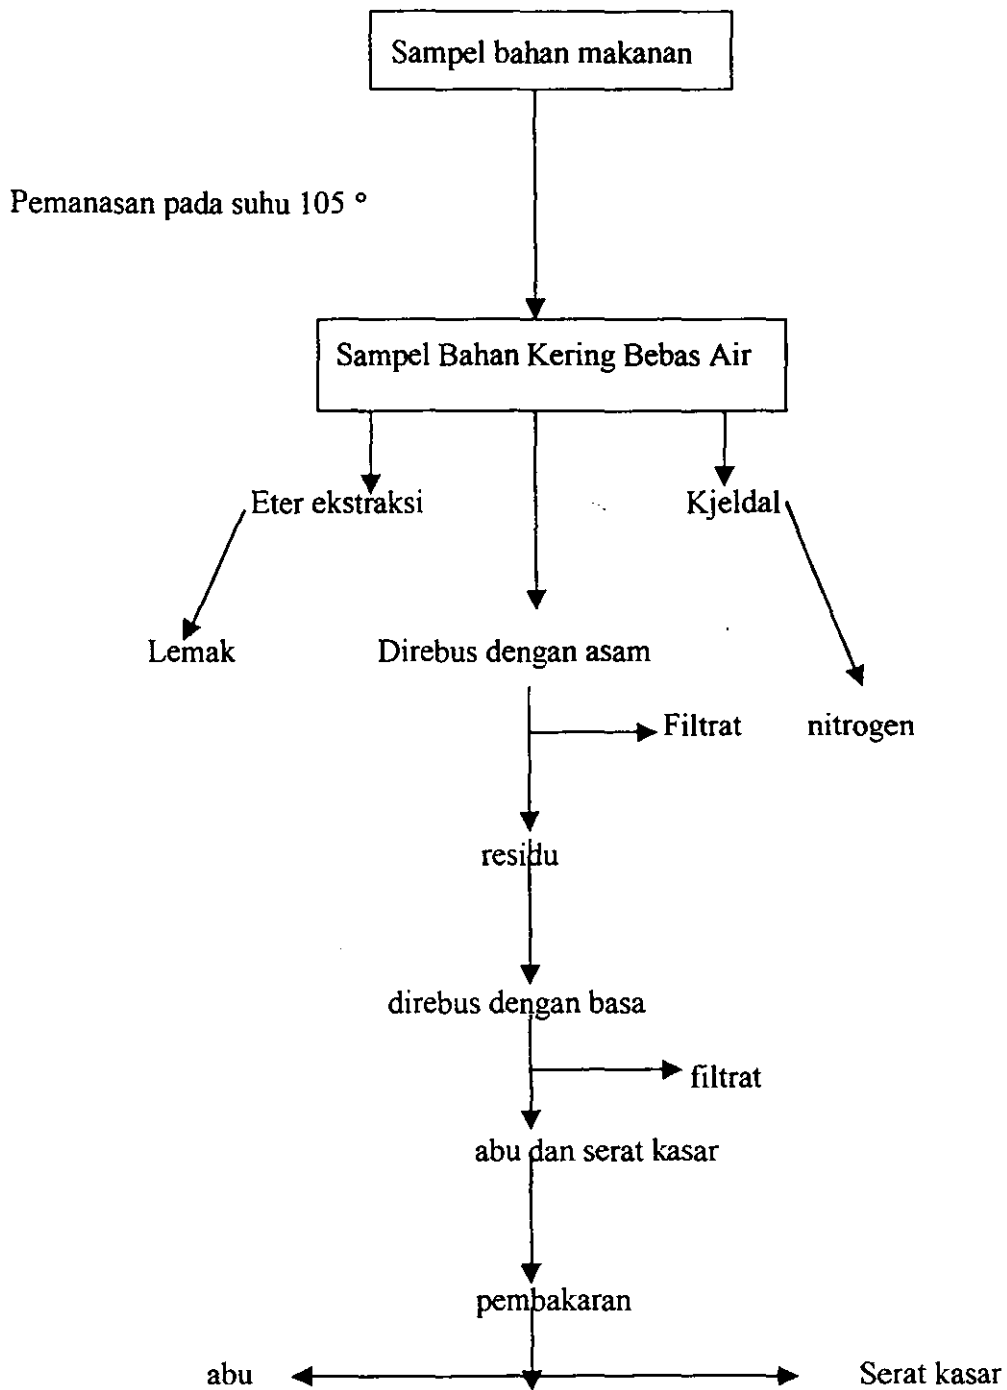 Sampel bahan makanan
Pemanasan pada suhu 105 °
Sampel Bahan Kering Bebas Air
Eter ekstraksi
Kjeldal
Lemak
Direbus dengan asam
Filtrat
nitrogen
residu
direbus dengan basa
filtrat
abu dan serat kasar
pembakaran
abu
Serat kasar